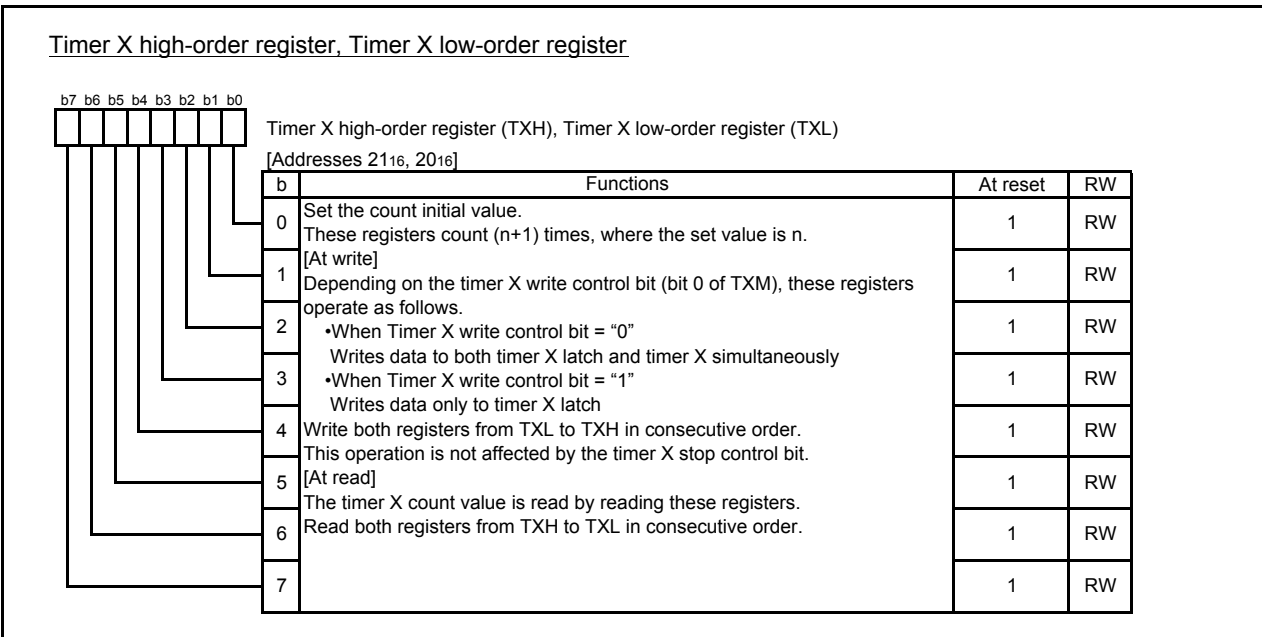 Timer X high-order register, Timer X low-order register
b7 b6 b5 b4 b3 b2 b1 b0
Timer X high-order register (TXH), Timer X low-order register (TXL)
[Addresses 2116, 2016]
b Functions At reset RW
0 Set the count initial value. 1 RW
These registers count (n+1) times, where the set value is n.
[At write]
1 1 RW
Depending on the timer X write control bit (bit 0 of TXM), these registers
operate as follows.
2 •When Timer X write control bit = “0” 1 RW
Writes data to both timer X latch and timer X simultaneously
3 •When Timer X write control bit = “1” 1 RW
Writes data only to timer X latch
4 Write both registers from TXL to TXH in consecutive order. 1 RW
This operation is not affected by the timer X stop control bit.
5 [At read] 1 RW
The timer X count value is read by reading these registers.
6 Read both registers from TXH to TXL in consecutive order. 1 RW
7 1 RW